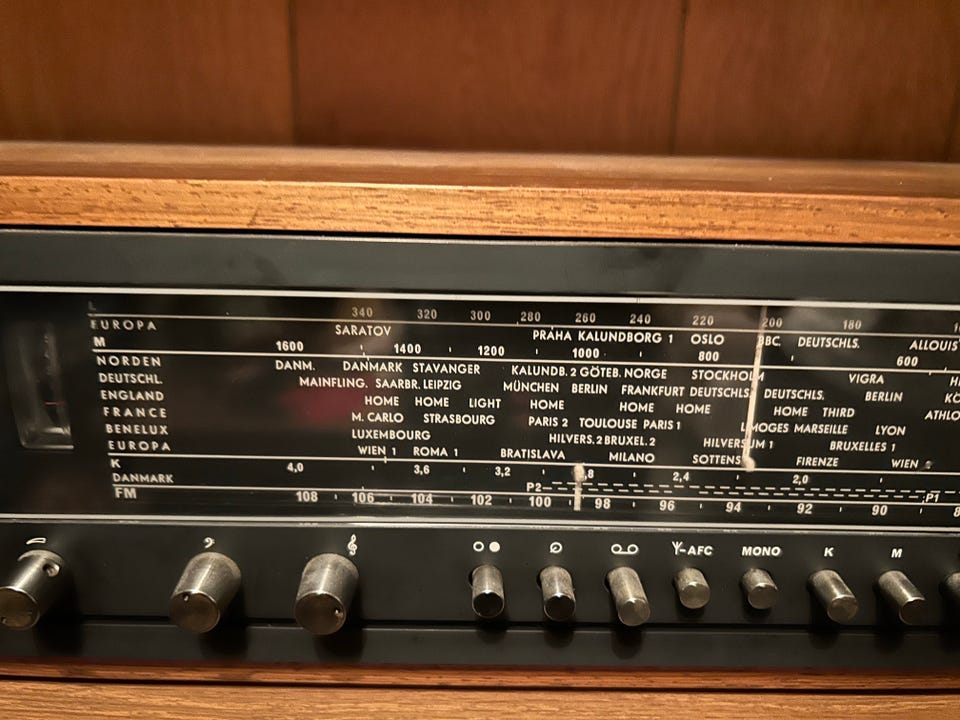 L 340 320 300 280 260 240 220 200 180
EUROPA SARATOV PRAHA KALUNDBORG 1 OSLO BBC. DEUTSCHLS. ALLOUIS
M 1600 1400 1200 1000 800 600
NORDEN DANM. DANMARK STAVANGER KALUNDB. 2 GÖTEB. NORGE STOCKHOLM VIGRA
DEUTSCHL. MAINFLING. SAARBR. LEIPZIG MÜNCHEN BERLIN FRANKFURT DEUTSCHLS. DEUTSCHLS. BERLIN
ENGLAND HOME HOME LIGHT HOME HOME HOME HOME THIRD
FRANCE M. CARLO STRASBOURG PARIS 2 TOULOUSE PARIS 1 LIMOGES MARSEILLE LYON
BENELUX LUXEMBOURG HILVERS. 2 BRUXEL. 2 HILVERSUM 1 BRUXELLES 1
EUROPA WIEN 1 ROMA 1 BRATISLAVA MILANO SOTTENS FIRENZE WIEN
K 4,0 3,6 3,2 2,4 2,0
DANMARK P2 P1
FM 108 106 104 102 100 98 96 94 92 90
AFC MONO K M